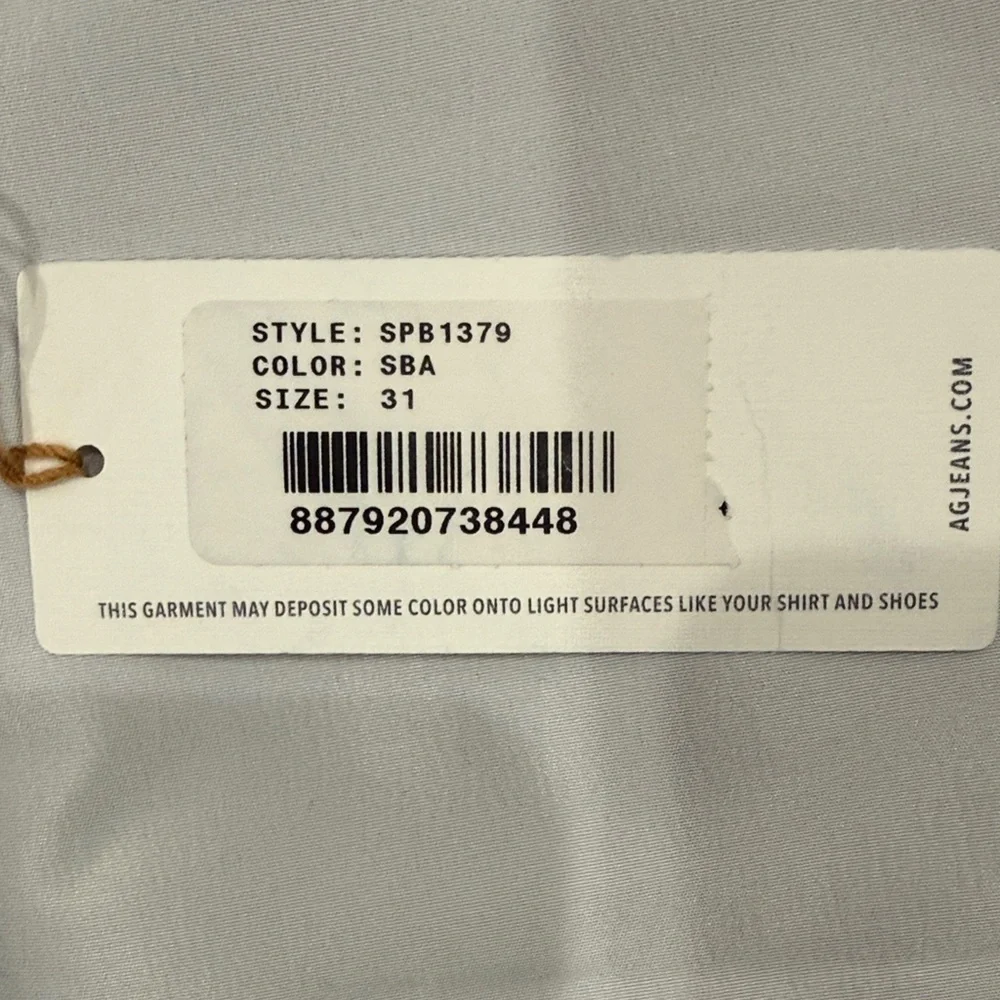 STYLE: SPB1379
COLOR: SBA
SIZE: 31
887920738448
THIS GARMENT MAY DEPOSIT SOME COLOR ONTO LIGHT SURFACES LIKE YOUR SHIRT AND SHOES
AGJEANS.COM